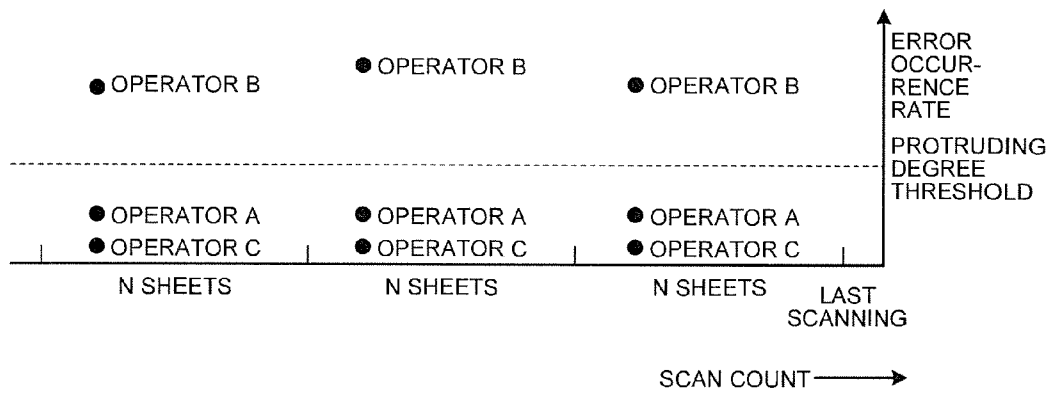 ERROR
OCCUR-
RENCE
RATE
OPERATOR B
OPERATOR B
OPERATOR B
PROTRUDING
DEGREE
THRESHOLD
OPERATOR A
OPERATOR A
OPERATOR A
OPERATOR C
OPERATOR C
OPERATOR C
N SHEETS
N SHEETS
N SHEETS
LAST
SCANNING
SCAN COUNT